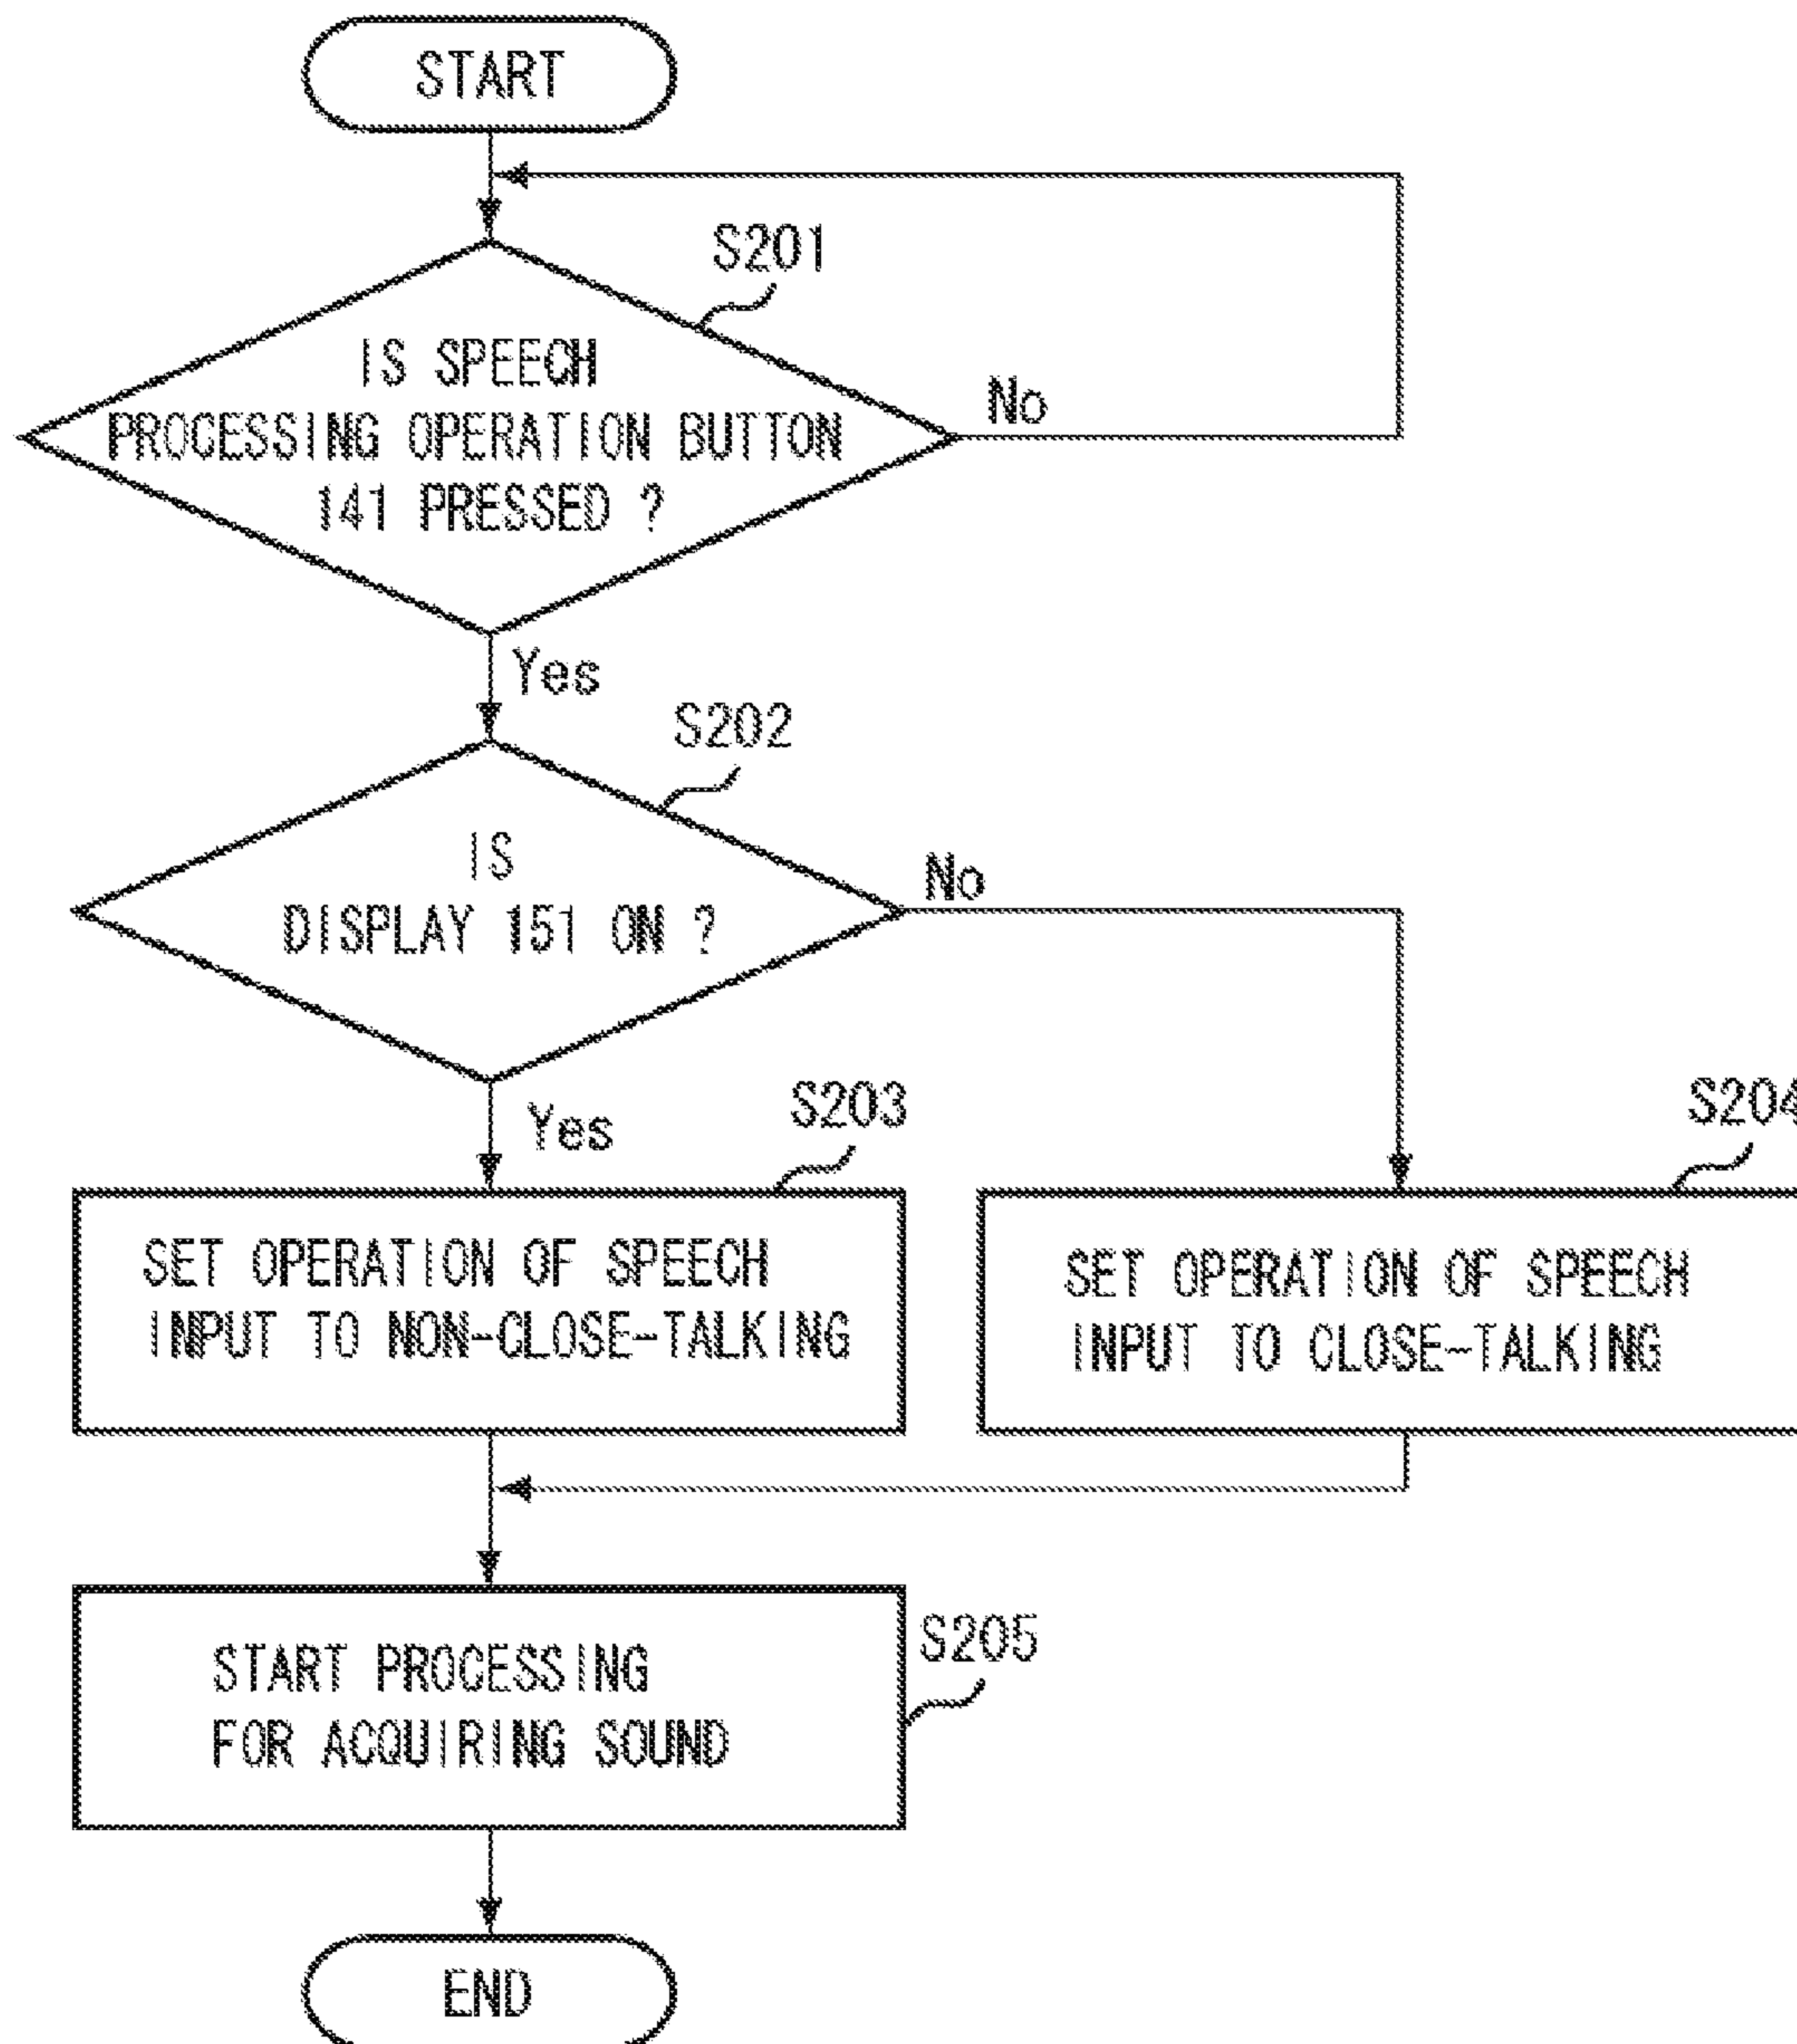 START
S201
IS SPEECH
PROCESSING OPERATION BUTTON
141 PRESSED ?
No
Yes
S202
IS
DISPLAY 151 ON ?
No
Yes
S203
SET OPERATION OF SPEECH
INPUT TO NON-CLOSE-TALKING
S204
SET OPERATION OF SPEECH
INPUT TO CLOSE-TALKING
START PROCESSING
FOR ACQUIRING SOUND
S205
END